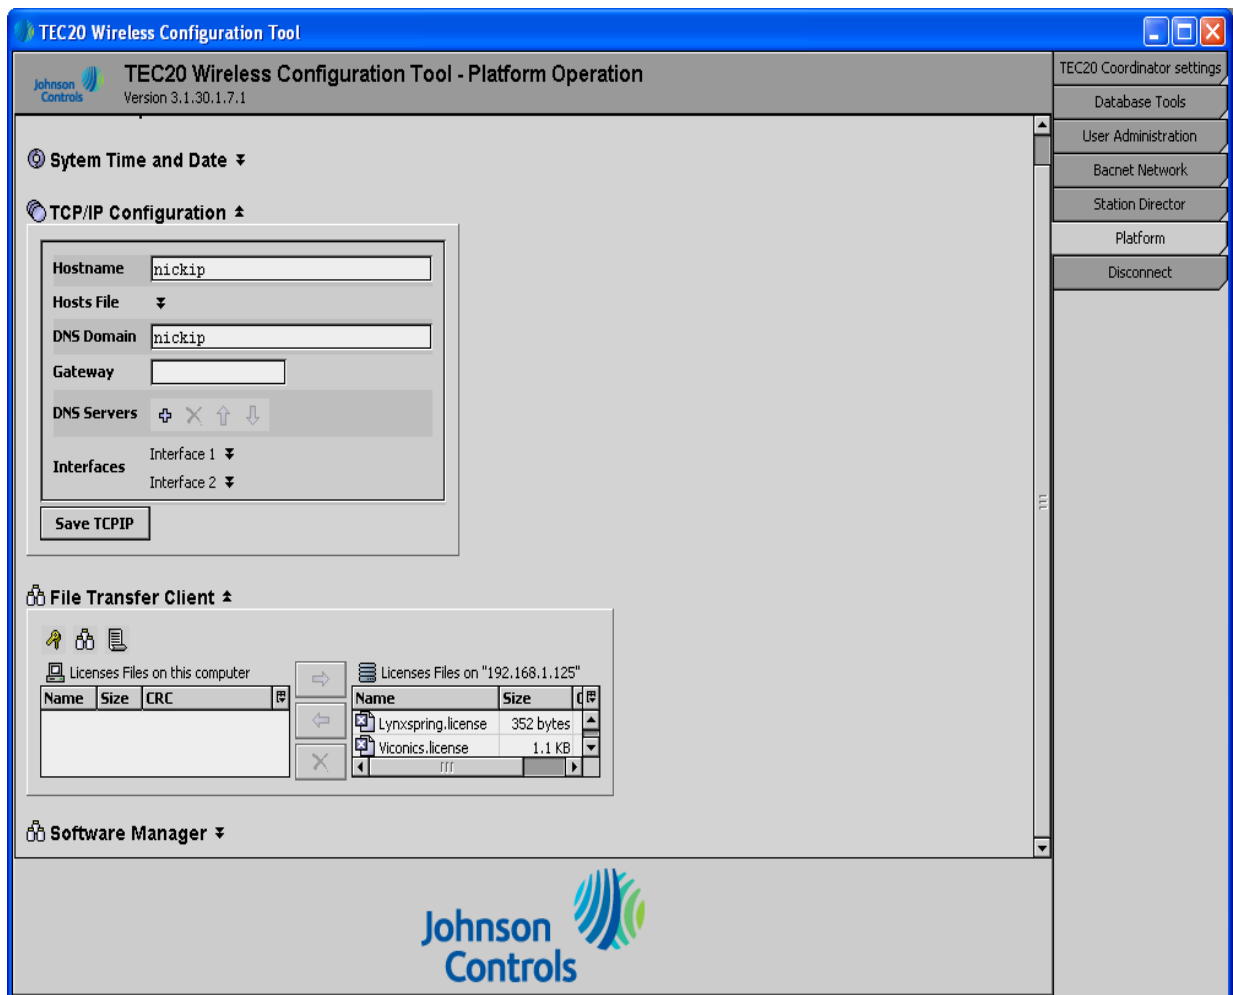 TEC20 Wireless Configuration Tool
Johnson
Controls
TEC20 Wireless Configuration Tool - Platform Operation
Version 3.1.30.1.7.1
TEC20 Coordinator settings
Database Tools
User Administration
Bacnet Network
Station Director
Platform
Disconnect
Sytem Time and Date
TCP/IP Configuration
Hostname nickip
Hosts File
DNS Domain nickip
Gateway
DNS Servers
Interfaces
Interface 1
Interface 2
Save TCPIP
File Transfer Client
Licenses Files on this computer
Name Size CRC
Licenses Files on "192.168.1.125"
Name Size
Lynxspring.license 352 bytes
Viconics.license 1.1 KB
Software Manager
Johnson
Controls